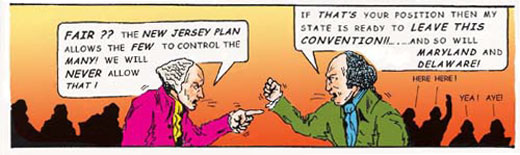 FAIR ?? THE NEW JERSEY PLAN
ALLOWS THE FEW TO CONTROL THE
MANY! WE WILL
NEVER ALLOW
THAT!
IF THAT'S YOUR POSITION THEN MY
STATE IS READY TO LEAVE THIS
CONVENTION!!.....AND SO WILL
MARYLAND AND
DELAWARE!
HERE HERE!
YEA! AYE!